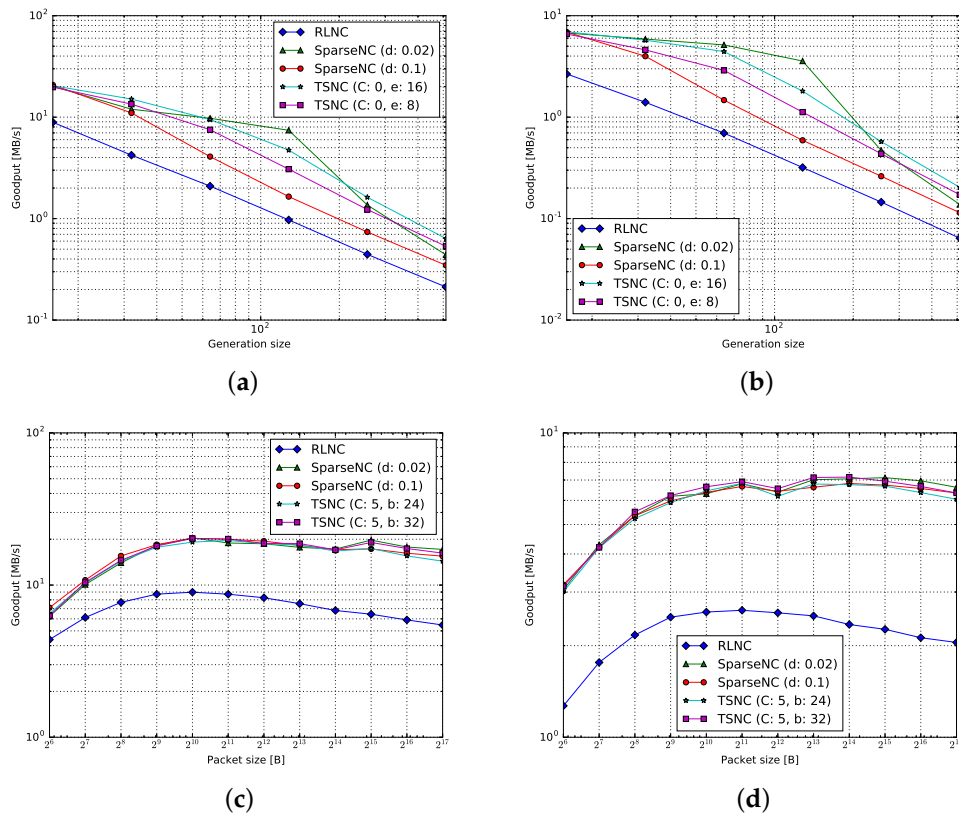 10^2
10^1
10^0
10^-1
Goodput [MB/s]
10^2
Generation size
RLNC
SparseNC (d: 0.02)
SparseNC (d: 0.1)
TSNC (C: 0, e: 16)
TSNC (C: 0, e: 8)
(a)
10^1
10^0
10^-1
10^-2
Goodput [MB/s]
10^2
Generation size
RLNC
SparseNC (d: 0.02)
SparseNC (d: 0.1)
TSNC (C: 0, e: 16)
TSNC (C: 0, e: 8)
(b)
10^2
10^1
10^0
Goodput [MB/s]
RLNC
SparseNC (d: 0.02)
SparseNC (d: 0.1)
TSNC (C: 5, b: 24)
TSNC (C: 5, b: 32)
2^6 2^7 2^8 2^9 2^10 2^11 2^12 2^13 2^14 2^15 2^16 2^17
Packet size [B]
(c)
10^1
10^0
Goodput [MB/s]
RLNC
SparseNC (d: 0.02)
SparseNC (d: 0.1)
TSNC (C: 5, b: 24)
TSNC (C: 5, b: 32)
2^6 2^7 2^8 2^9 2^10 2^11 2^12 2^13 2^14 2^15 2^16
Packet size [B]
(d)